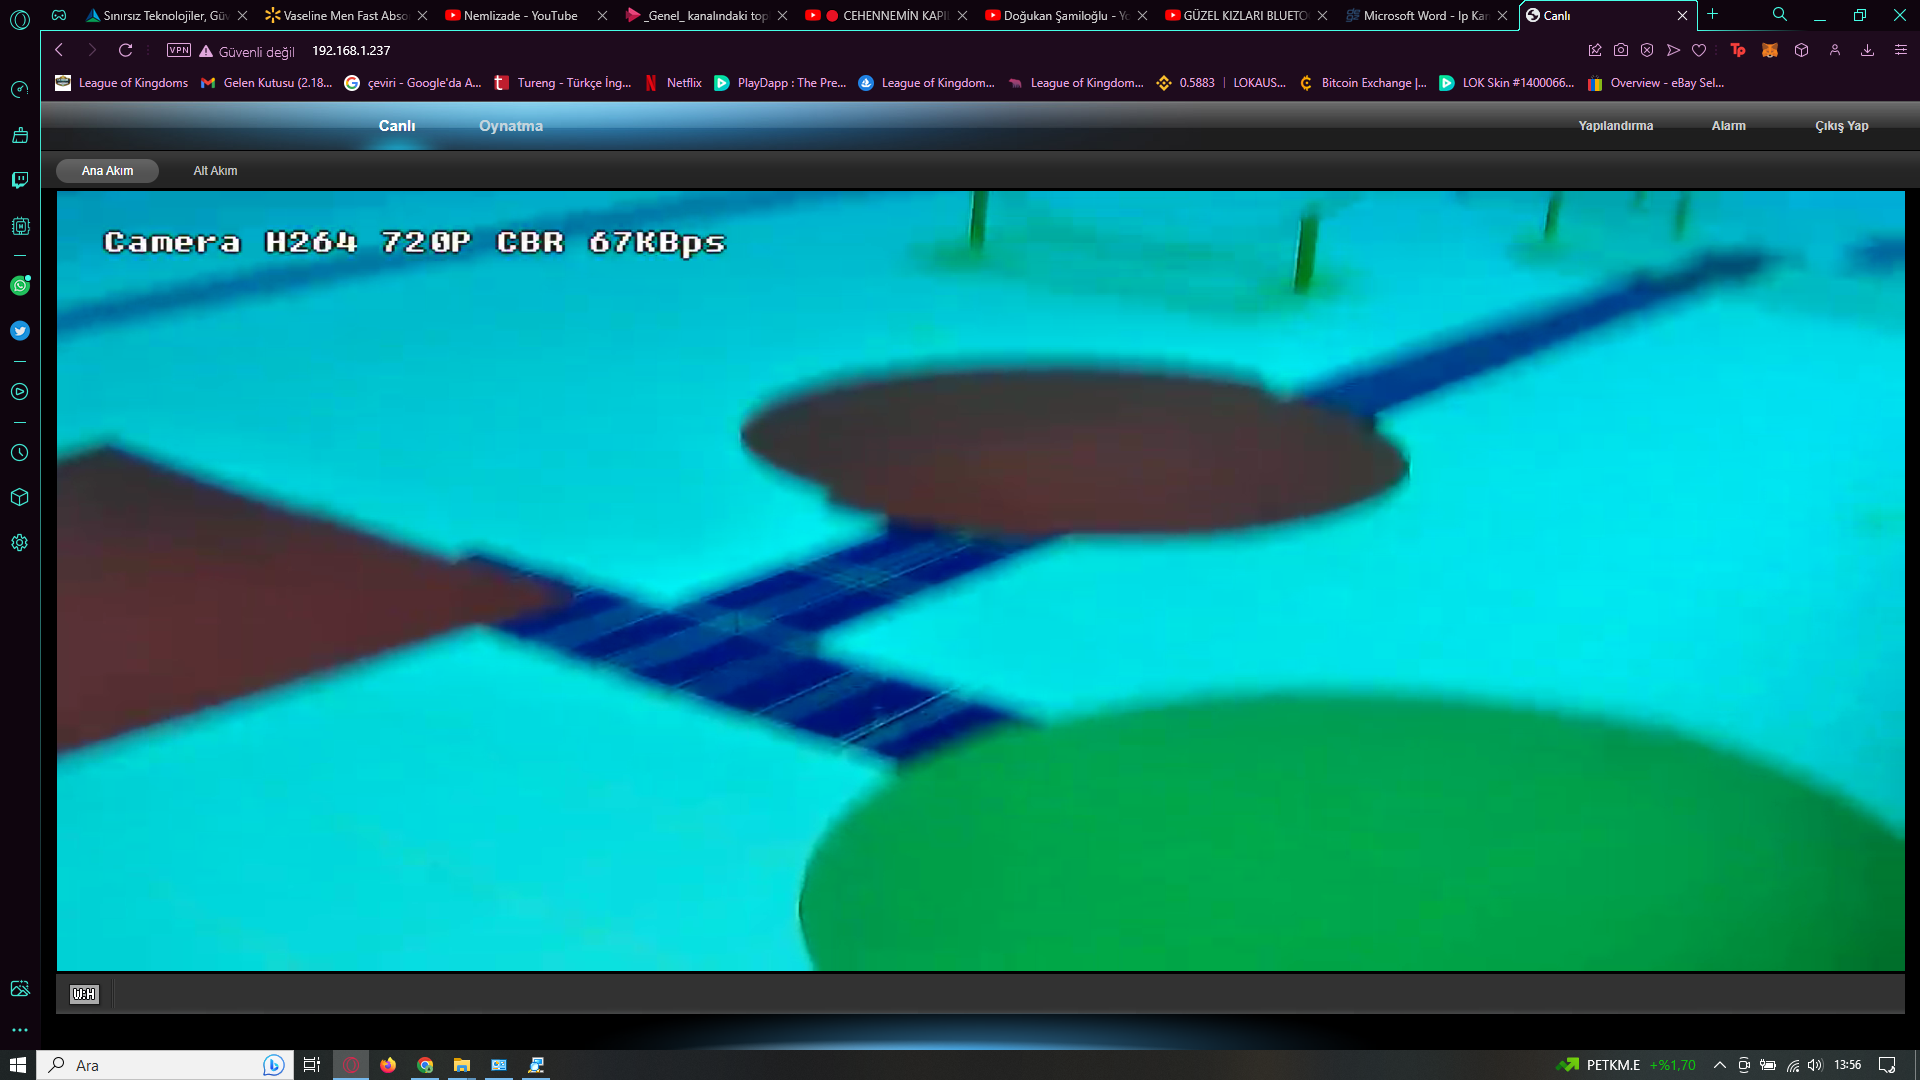 Sınırsız Teknolojiler, Gü
Vaseline Men Fast Abso
Nemlizade - YouTube
_Genel_ kanalındaki top
CEHENNEMİN KAPI
Doğukan Şamiloğlu - Yo
GÜZEL KIZLARI BLUETO
Microsoft Word - Ip Ka
Canlı
VPN
Güvenli değil
192.168.1.237
League of Kingdoms
Gelen Kutusu (2.18...
çeviri - Google'da A...
Tureng - Türkçe İng...
Netflix
PlayDapp : The Pre...
League of Kingdom...
League of Kingdom...
0.5883 | LOKAUS...
Bitcoin Exchange |...
LOK Skin #1400066...
Overview - eBay Sel...
Canlı
Oynatma
Yapılandırma
Alarm
Çıkış Yap
Ana Akım
Alt Akım
Camera H264 720P CBR 67KBps
W:H
Ara
PETKM.E
+%1,70
13:56